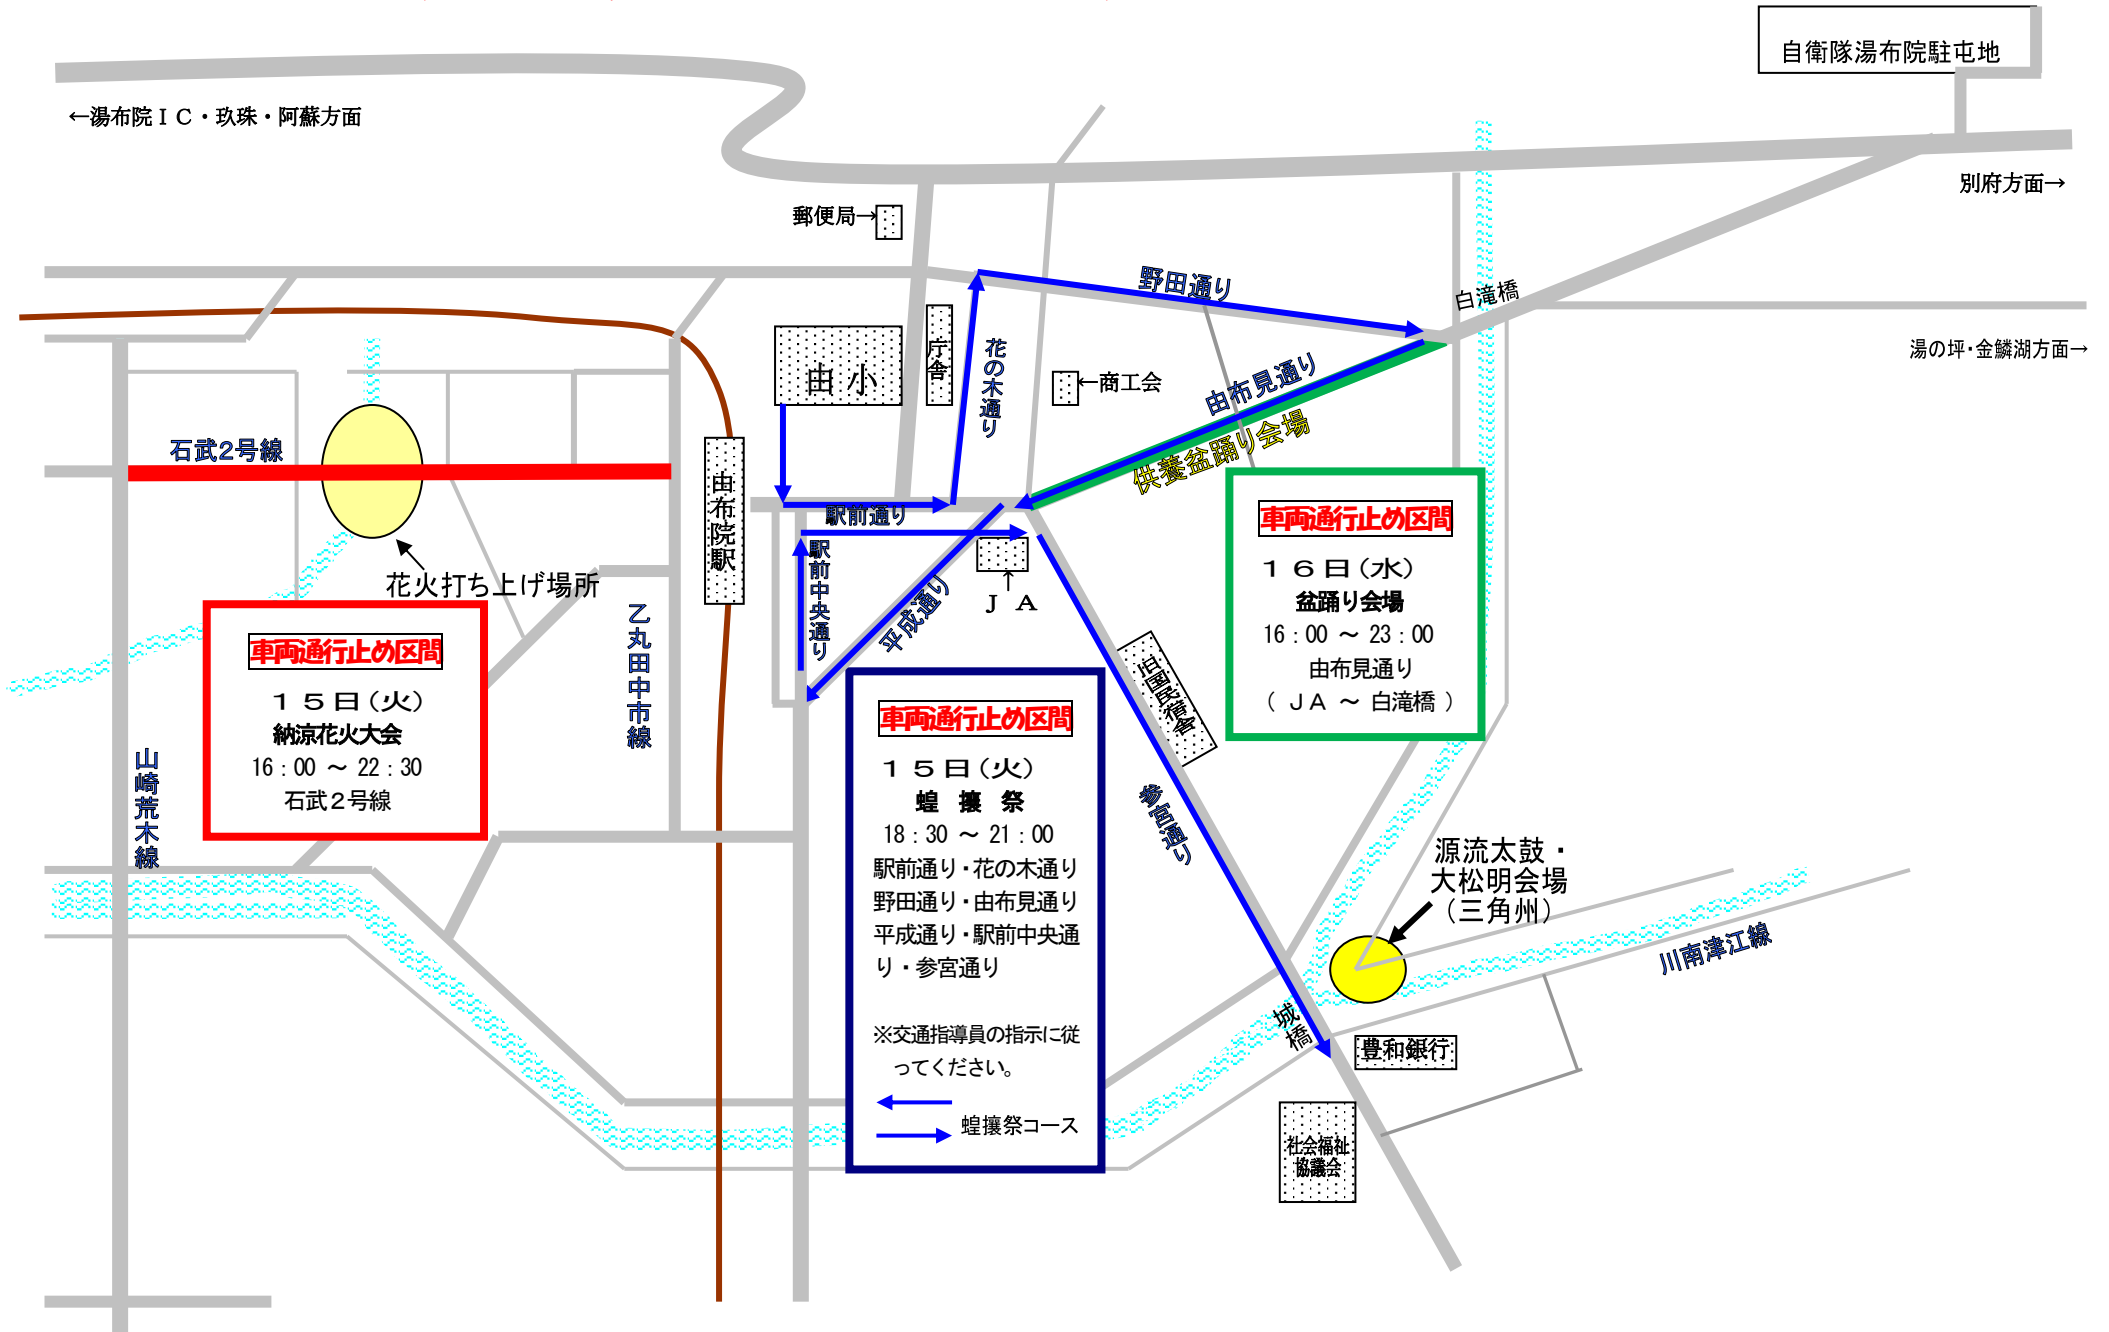 自衛隊湯布院駐屯地
←湯布院ＩＣ・玖珠・阿蘇方面
別府方面→
郵便局→
野田通り
白滝橋
湯の坪・金鱗湖方面→
由小
庁舎
花の木通り
←商工会
由布見通り
供養盆踊り会場
石武２号線
由布院駅
駅前通り
駅前中央通り
平成通り
ＪＡ
↑
花火打ち上げ場所
乙丸田中市線
山崎荒木線
旧国民宿舎
参宮通り
車両通行止め区間
１５日（火）
納涼花火大会
16：00 ～ 22：30
石武２号線
車両通行止め区間
１５日（火）
蝗攘祭
18：30 ～ 21：00
駅前通り・花の木通り
野田通り・由布見通り
平成通り・駅前中央通
り・参宮通り
※交通指導員の指示に従
ってください。
蝗攘祭コース
車両通行止め区間
１６日（水）
盆踊り会場
16：00 ～ 23：00
由布見通り
（ ＪＡ ～ 白滝橋 ）
源流太鼓・
大松明会場
（三角州）
川南津江線
城橋
豊和銀行
社会福祉
協議会